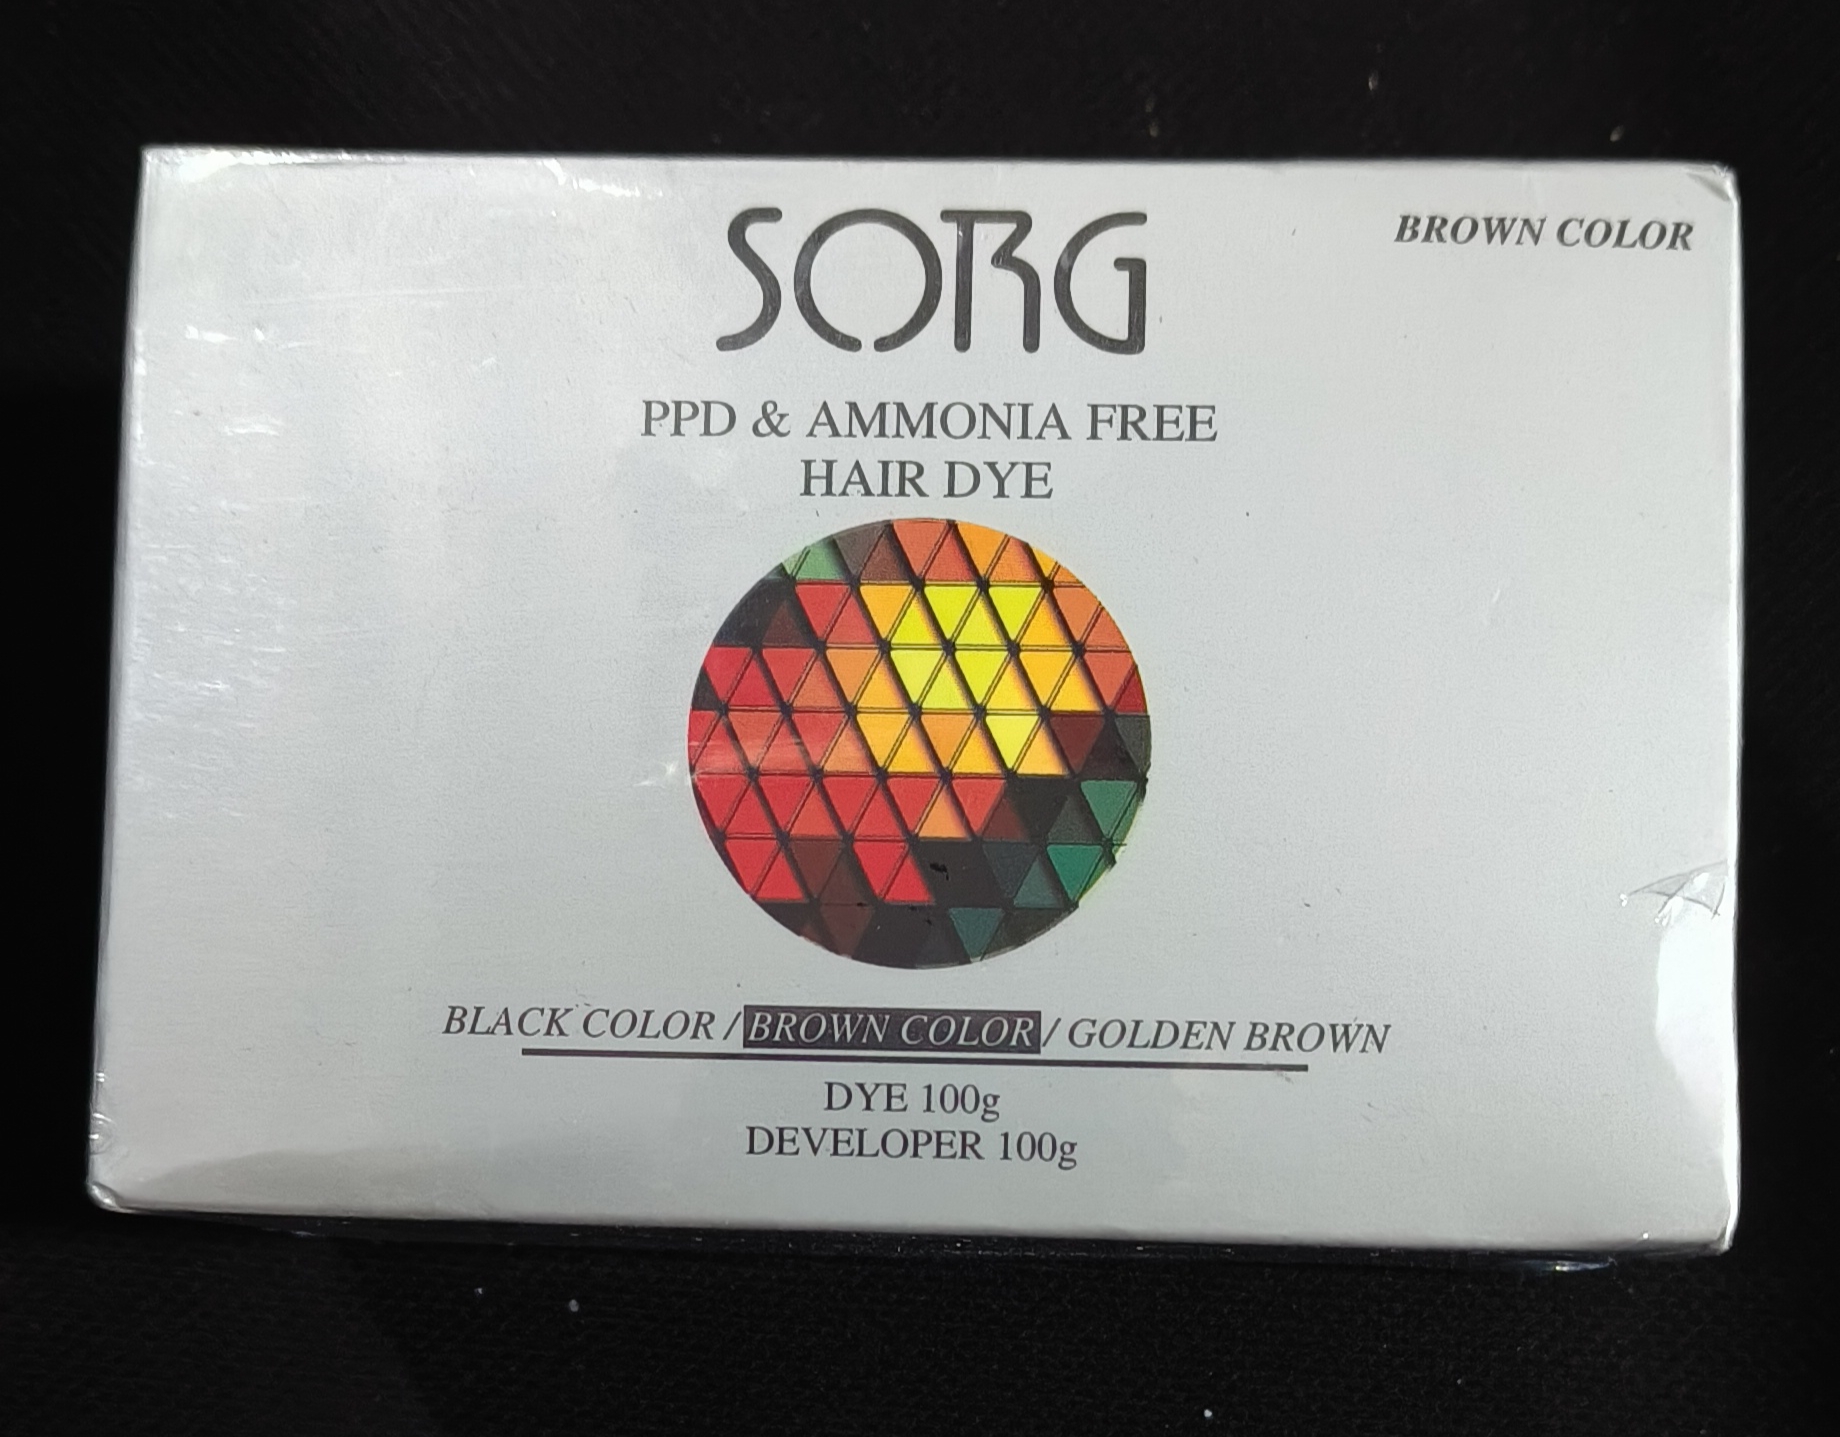 SORG
BROWN COLOR
PPD & AMMONIA FREE
HAIR DYE
BLACK COLOR / BROWN COLOR / GOLDEN BROWN
DYE 100g
DEVELOPER 100g